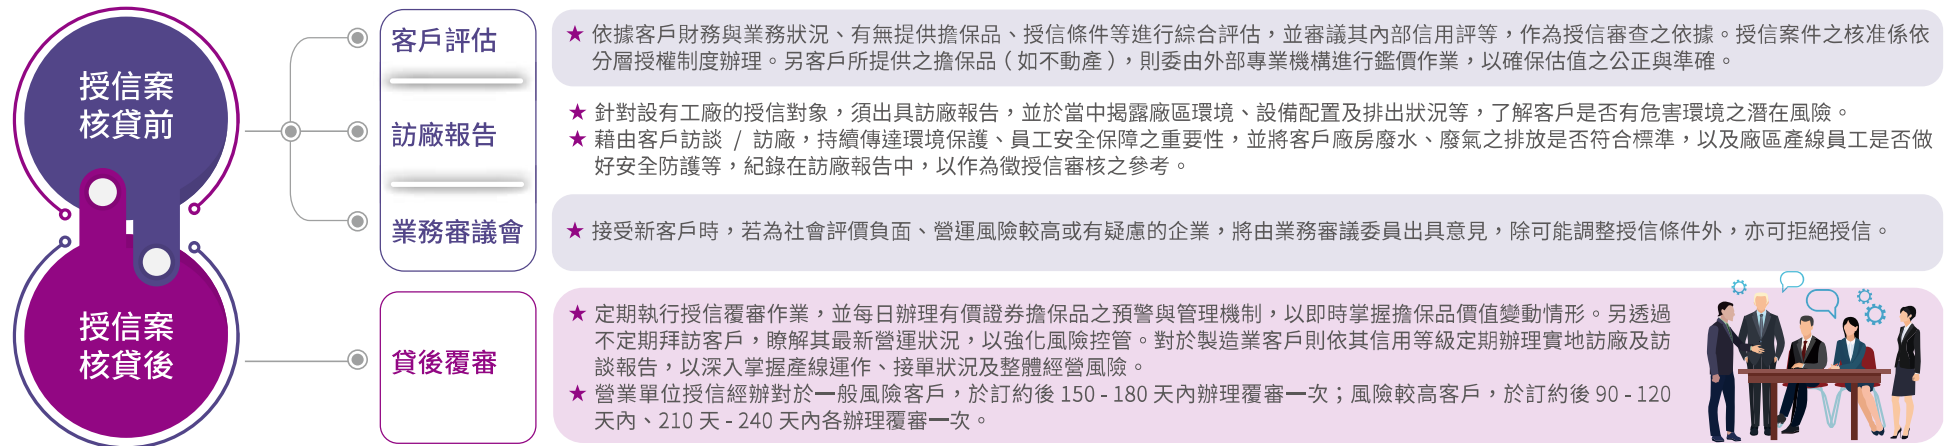 授信案
核貸前
客戶評估
★ 依據客戶財務與業務狀況、有無提供擔保品、授信條件等進行綜合評估，並審議其內部信用評等，作為授信審查之依據。授信案件之核准係依
分層授權制度辦理。另客戶所提供之擔保品（如不動產），則委由外部專業機構進行鑑價作業，以確保估值之公正與準確。
訪廠報告
★ 針對設有工廠的授信對象，須出具訪廠報告，並於當中揭露廠區環境、設備配置及排出狀況等，了解客戶是否有危害環境之潛在風險。
★ 藉由客戶訪談 / 訪廠，持續傳達環境保護、員工安全保障之重要性，並將客戶廠房廢水、廢氣之排放是否符合標準，以及廠區產線員工是否做
好安全防護等，紀錄在訪廠報告中，以作為徵授信審核之參考。
業務審議會
★ 接受新客戶時，若為社會評價負面、營運風險較高或有疑慮的企業，將由業務審議委員出具意見，除可能調整授信條件外，亦可拒絕授信。
授信案
核貸後
貸後覆審
★ 定期執行授信覆審作業，並每日辦理有價證券擔保品之預警與管理機制，以即時掌握擔保品價值變動情形。另透過
不定期拜訪客戶，瞭解其最新營運狀況，以強化風險控管。對於製造業客戶則依其信用等級定期辦理實地訪廠及訪
談報告，以深入掌握產線運作、接單狀況及整體經營風險。
★ 營業單位授信經辦對於一般風險客戶，於訂約後 150 - 180 天內辦理覆審一次；風險較高客戶，於訂約後 90 - 120
天內、210 天 - 240 天內各辦理覆審一次。